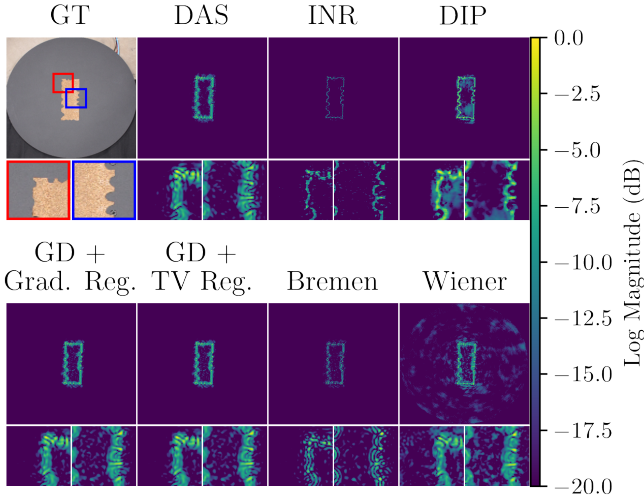 GT DAS INR DIP
GD + GD +
Grad. Reg. TV Reg. Bremen Wiener
0.0
−2.5
−5.0
−7.5
−10.0
−12.5
−15.0
−17.5
−20.0
Log Magnitude (dB)